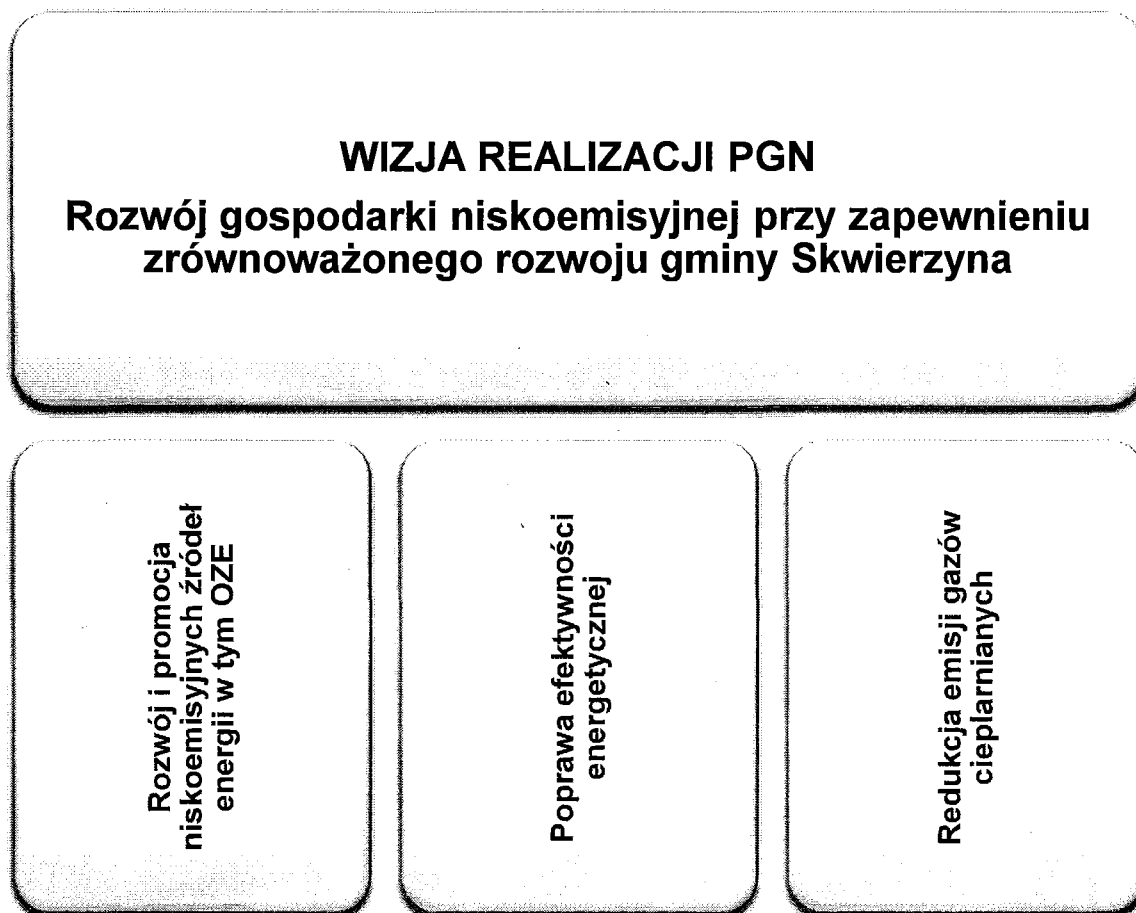 WIZJA REALIZACJI PGN
Rozwój gospodarki niskoemisyjnej przy zapewnieniu
zrównoważonego rozwoju gminy Skwierzyna
Rozwój i promocja
niskoemisyjnych źródeł
energii w tym OZE
Poprawa efektywności
energetycznej
Redukcja emisji gazów
cieplarnianych